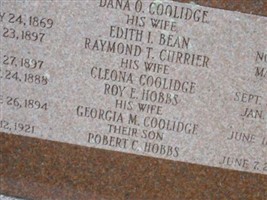 DANA O. COOLIDGE
AY 24, 1869 HIS WIFE
23, 1897 EDITH I. BEAN
RAYMOND T. CURRIER
27, 1897 HIS WIFE
24, 1888 CLEONA COOLIDGE SEPT.
ROY E. HOBBS JAN.
26, 1894 HIS WIFE
GEORGIA M. COOLIDGE JUNE
12, 1921 THEIR SON
ROBERT C. HOBBS JUNE 7, 2